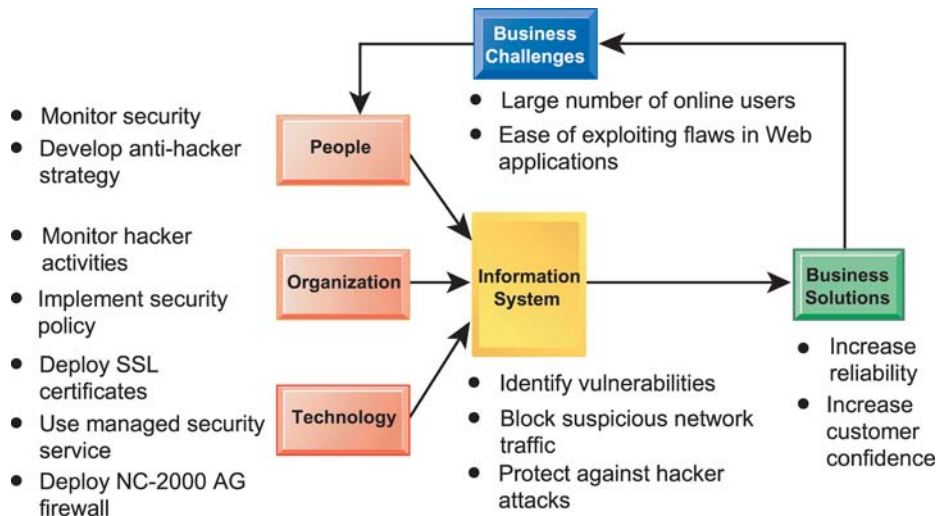 Business
Challenges
● Large number of online users
● Ease of exploiting flaws in Web
applications
● Monitor security
● Develop anti-hacker
strategy
People
● Monitor hacker
activities
● Implement security
policy
Organization
● Deploy SSL
certificates
● Use managed security
service
● Deploy NC-2000 AG
firewall
Technology
Information
System
● Identify vulnerabilities
● Block suspicious network
traffic
● Protect against hacker
attacks
Business
Solutions
● Increase
reliability
● Increase
customer
confidence